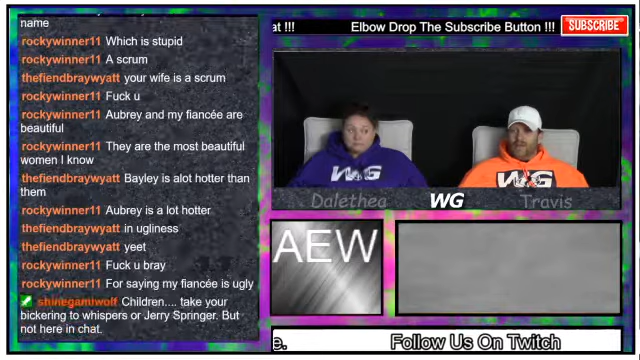 name
rockywinner11 Which is stupid
rockywinner11 A scrum
thefiendbraywyatt your wife is a scrum
rockywinner11 Fuck u
rockywinner11 Aubrey and my fiancée are
beautiful
rockywinner11 They are the most beautiful
women I know
thefiendbraywyatt Bayley is alot hotter than
them
rockywinner11 Aubrey is a lot hotter
thefiendbraywyatt in ugliness
thefiendbraywyatt yeet
rockywinner11 Fuck u bray
rockywinner11 For saying my fiancée is ugly
shinegamiwolf Children.... take your
bickering to whispers or Jerry Springer. But
not here in chat.
at !!! Elbow Drop The Subscribe Button !!! SUBSCRIBE
WG WG
Dalethea WG Travis
AEW
e. Follow Us On Twitch